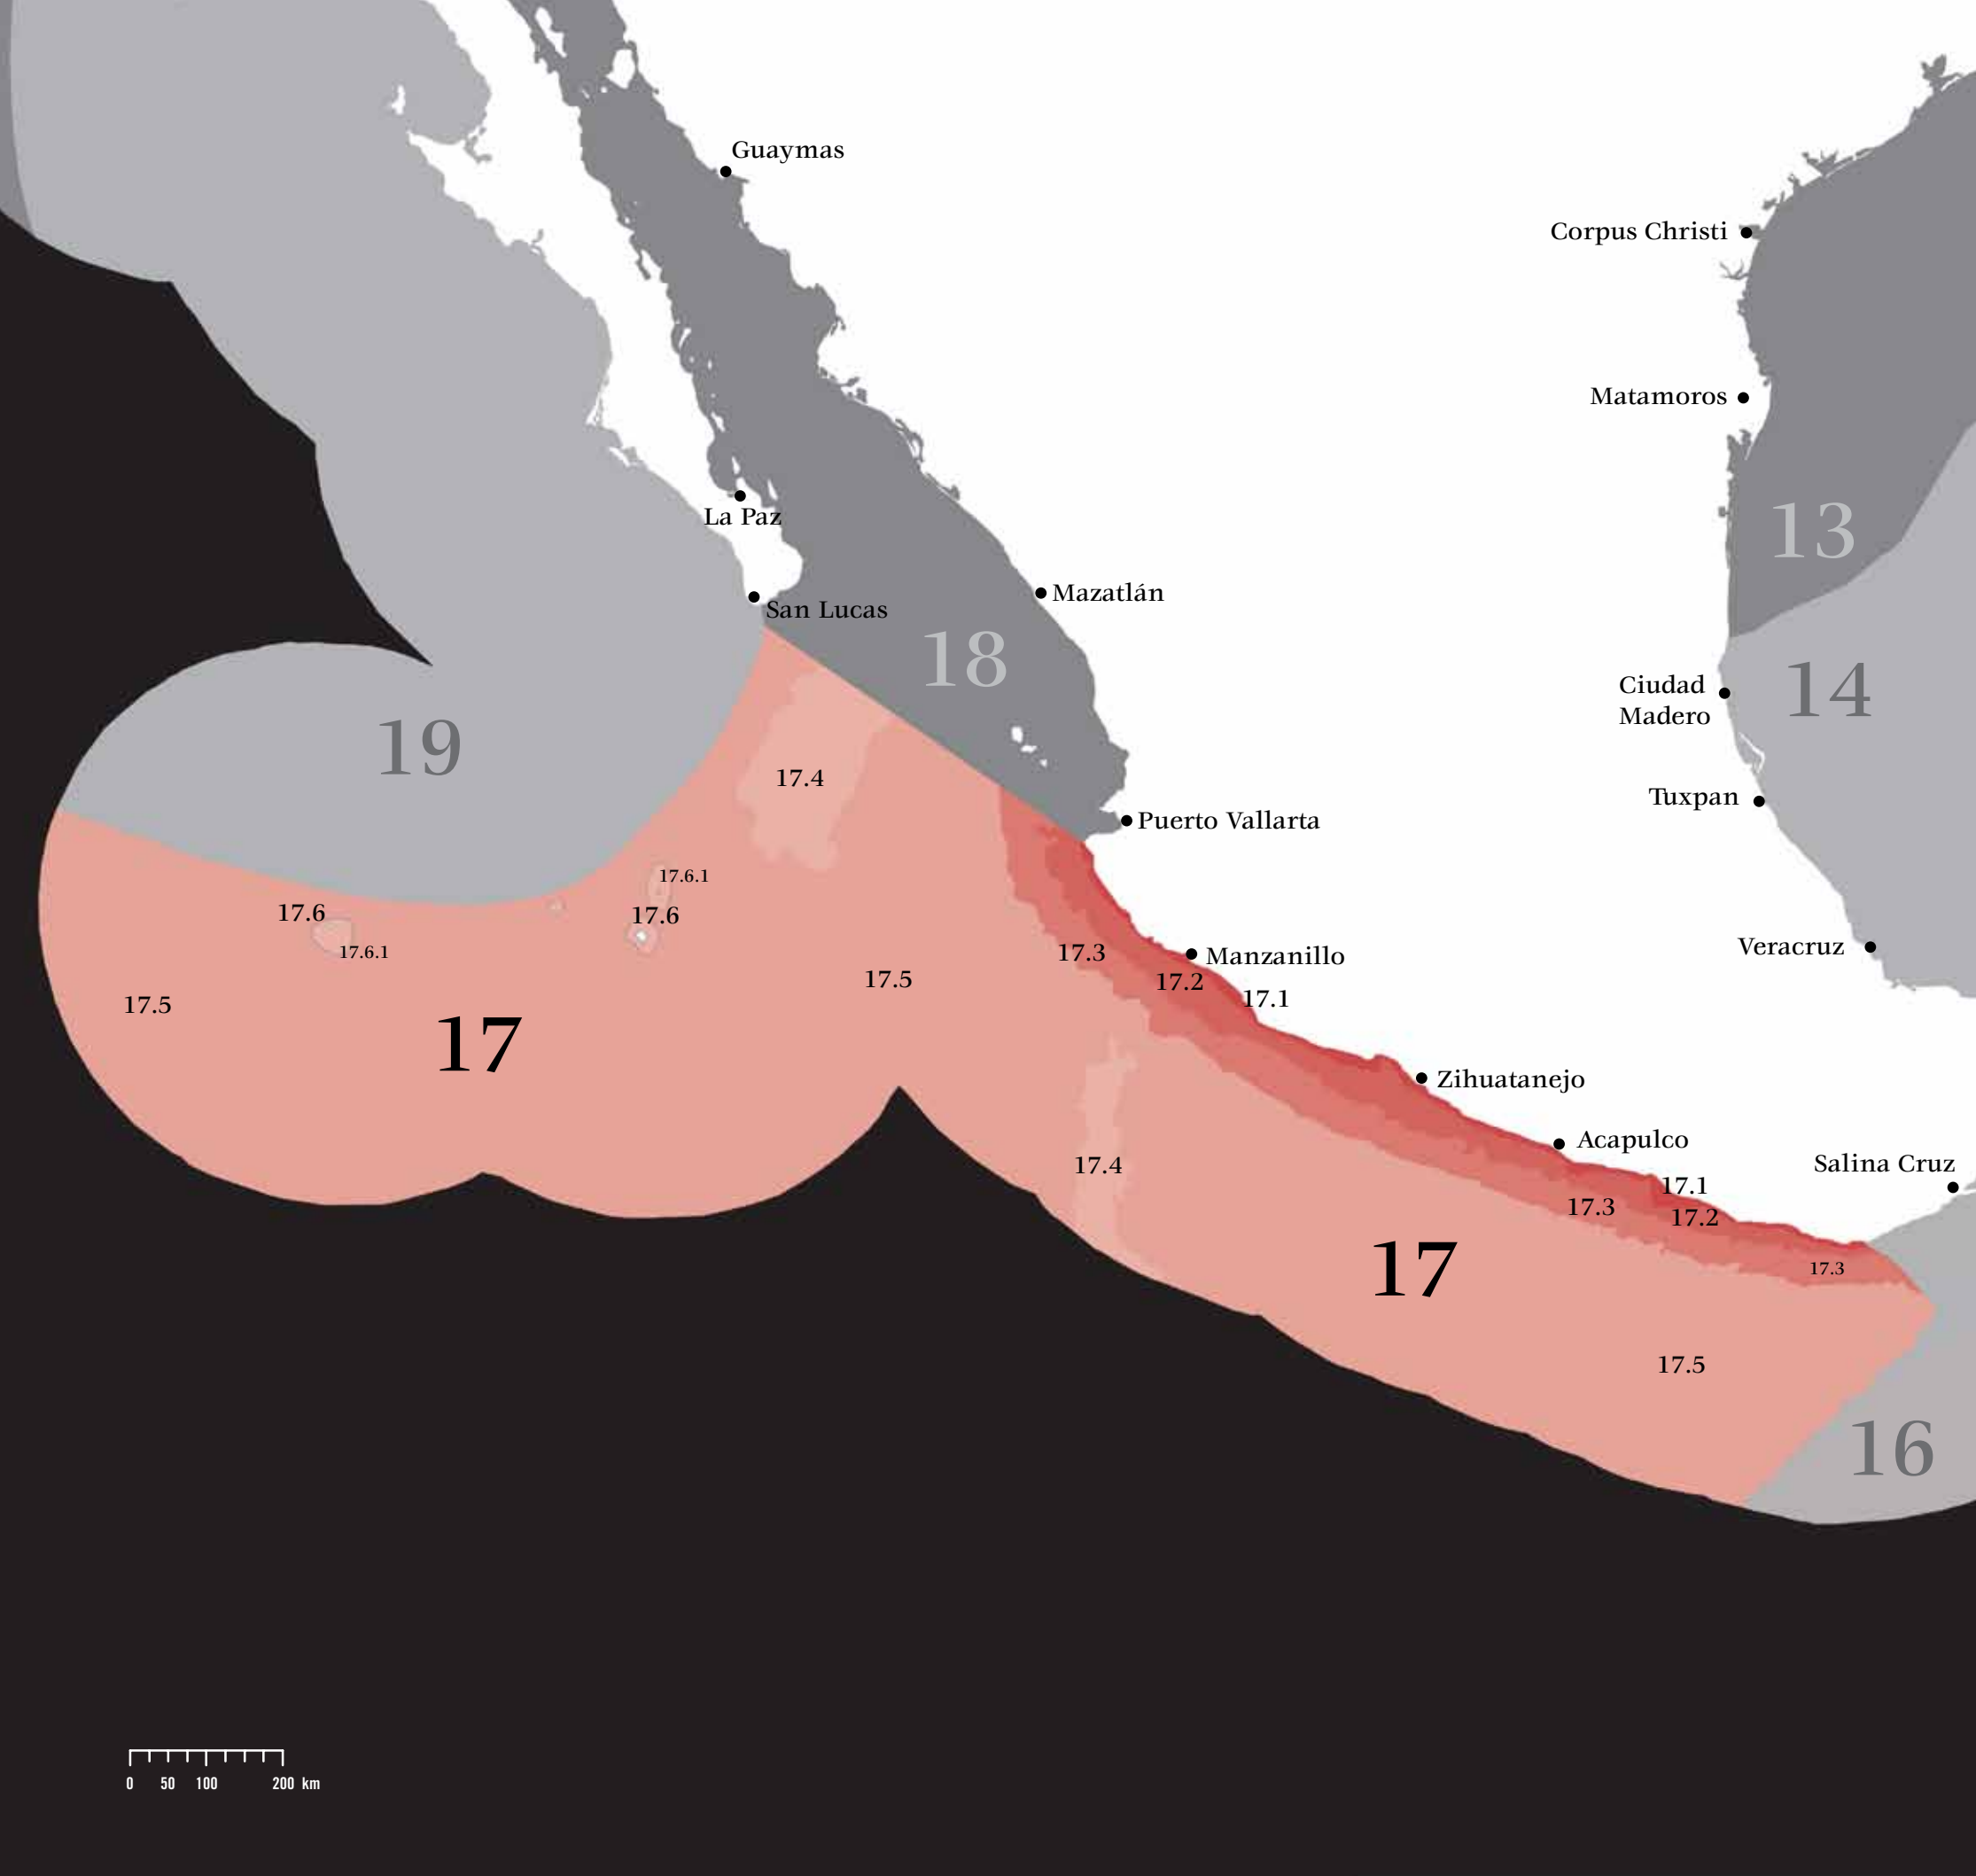 Guaymas
Corpus Christi
Matamoros
La Paz
13
Mazatlán
San Lucas
18
Ciudad
Madero
14
19
17.4
Tuxpan
Puerto Vallarta
17.6.1
17.6
17.6
17.6.1
Veracruz
17.3
Manzanillo
17.2
17.1
17.5
17.5
17
Zihuatanejo
Acapulco
17.4
Salina Cruz
17.1
17.3
17.2
17
17.3
17.5
16
0 50 100 200 km